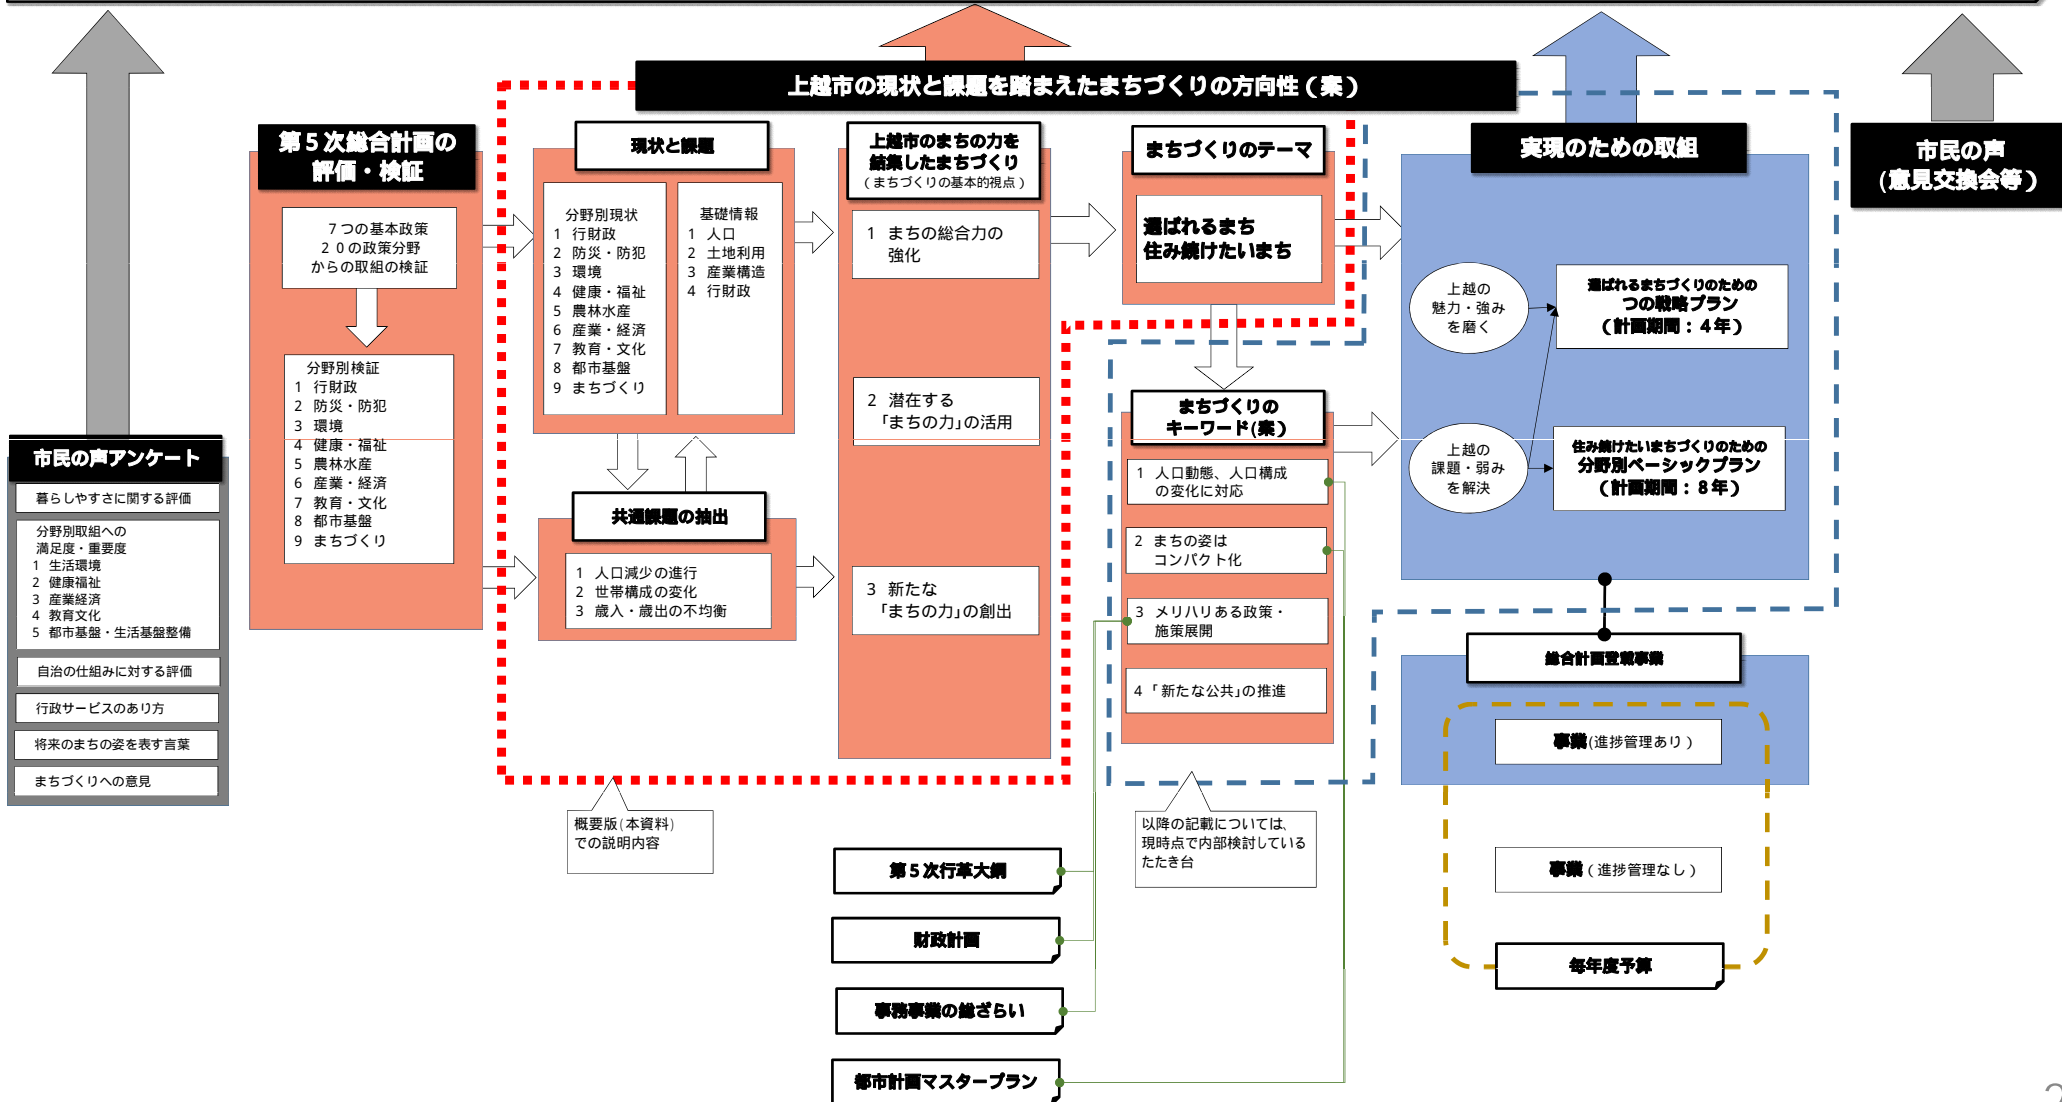 上越市の現状と課題を踏まえたまちづくりの方向性（案）
第５次総合計画の
評価・検証
７つの基本政策
２０の政策分野
からの取組の検証
分野別検証
1 行財政
2 防災・防犯
3 環境
4 健康・福祉
5 農林水産
6 産業・経済
7 教育・文化
8 都市基盤
9 まちづくり
現状と課題
分野別現状
1 行財政
2 防災・防犯
3 環境
4 健康・福祉
5 農林水産
6 産業・経済
7 教育・文化
8 都市基盤
9 まちづくり
基礎情報
1 人口
2 土地利用
3 産業構造
4 行財政
共通課題の抽出
1 人口減少の進行
2 世帯構成の変化
3 歳入・歳出の不均衡
上越市のまちの力を
結集したまちづくり
（まちづくりの基本的視点）
1 まちの総合力の
強化
2 潜在する
「まちの力」の活用
3 新たな
「まちの力」の創出
まちづくりのテーマ
選ばれるまち
住み続けたいまち
まちづくりの
キーワード(案)
1 人口動態、人口構成
の変化に対応
2 まちの姿は
コンパクト化
3 メリハリある政策・
施策展開
4 「新たな公共」の推進
実現のための取組
上越の
魅力・強み
を磨く
選ばれるまちづくりのための
つの戦略プラン
（計画期間：４年）
上越の
課題・弱み
を解決
住み続けたいまちづくりのための
分野別ベーシックプラン
（計画期間：８年）
総合計画登載事業
事業(進捗管理あり)
事業（進捗管理なし）
毎年度予算
市民の声
(意見交換会等)
市民の声アンケート
暮らしやすさに関する評価
分野別取組への
満足度・重要度
1 生活環境
2 健康福祉
3 産業経済
4 教育文化
5 都市基盤・生活基盤整備
自治の仕組みに対する評価
行政サービスのあり方
将来のまちの姿を表す言葉
まちづくりへの意見
概要版(本資料)
での説明内容
以降の記載については、
現時点で内部検討している
たたき台
第５次行革大綱
財政計画
事務事業の総ざらい
都市計画マスタープラン